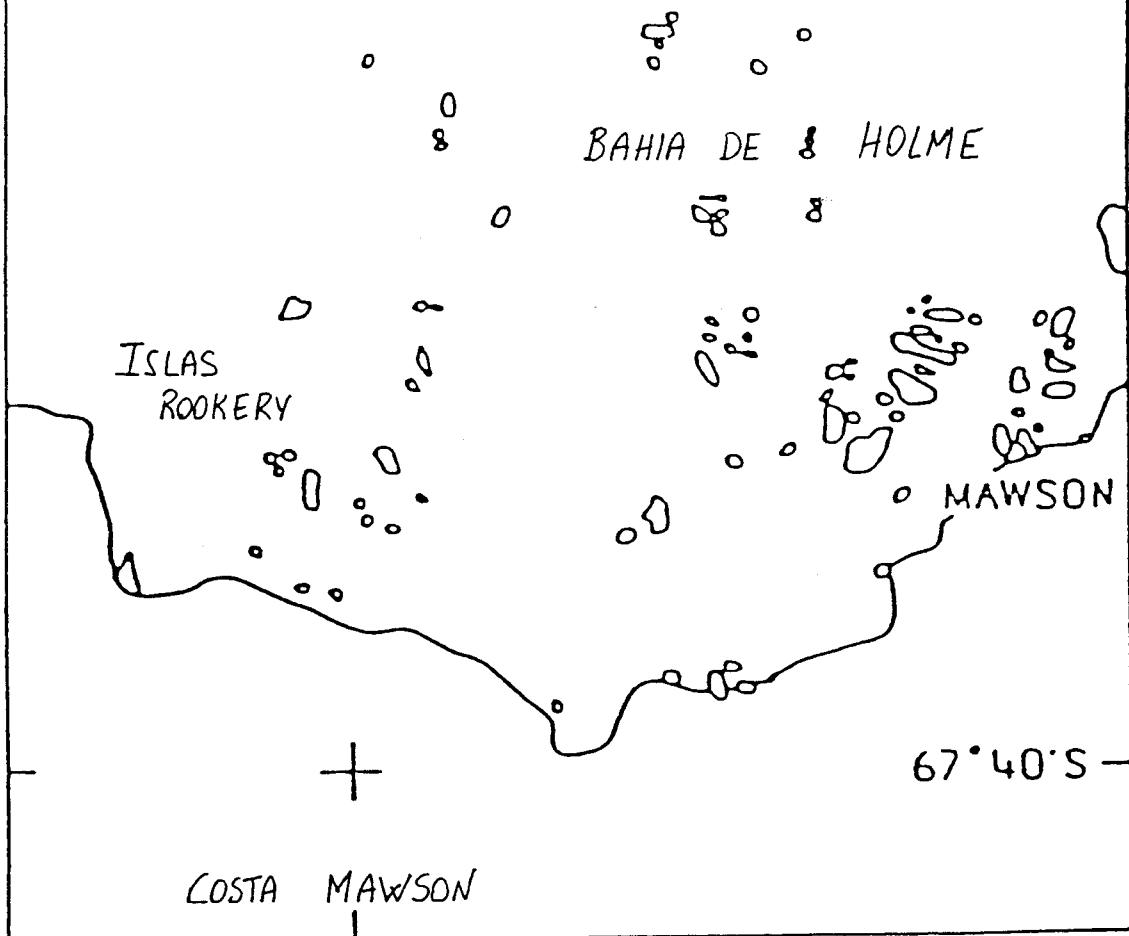 BAHIA DE HOLME
ISLAS
ROOKERY
MAWSON
67°40'S
COSTA MAWSON